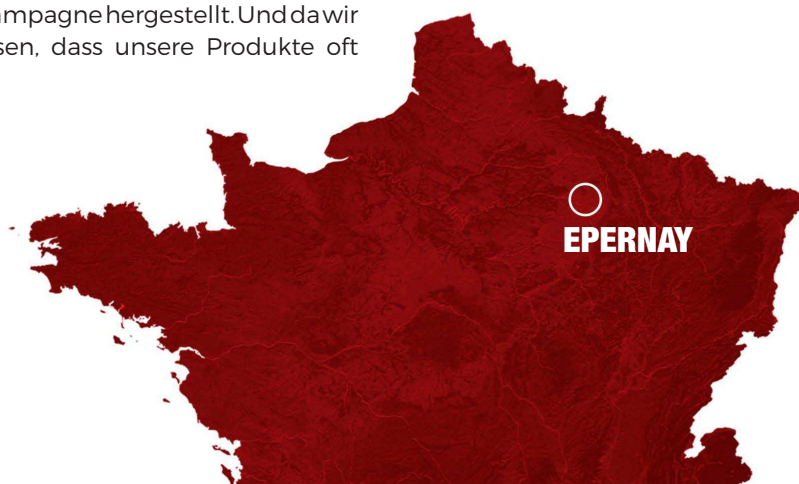 ampagne hergestellt. Und da wir
sen, dass unsere Produkte oft
EPERNAY